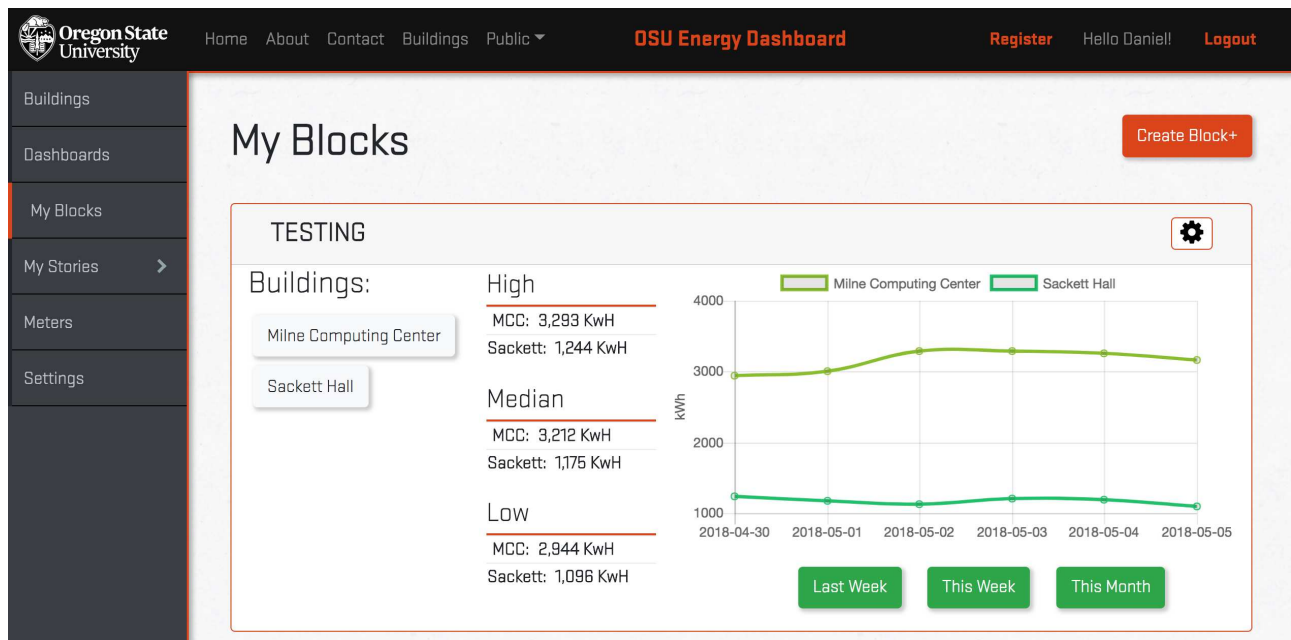 Oregon State
University
Home About Contact Buildings Public
OSU Energy Dashboard
Register Hello Daniel! Logout
Buildings
Dashboards
My Blocks
My Stories
Meters
Settings
My Blocks
Create Block+
TESTING
Buildings:
Milne Computing Center
Sackett Hall
High
MCC: 3,293 KwH
Sackett: 1,244 KwH
Median
MCC: 3,212 KwH
Sackett: 1,175 KwH
Low
MCC: 2,944 KwH
Sackett: 1,096 KwH
Milne Computing Center Sackett Hall
kWh
4000
3000
2000
1000
2018-04-30 2018-05-01 2018-05-02 2018-05-03 2018-05-04 2018-05-05
Last Week This Week This Month